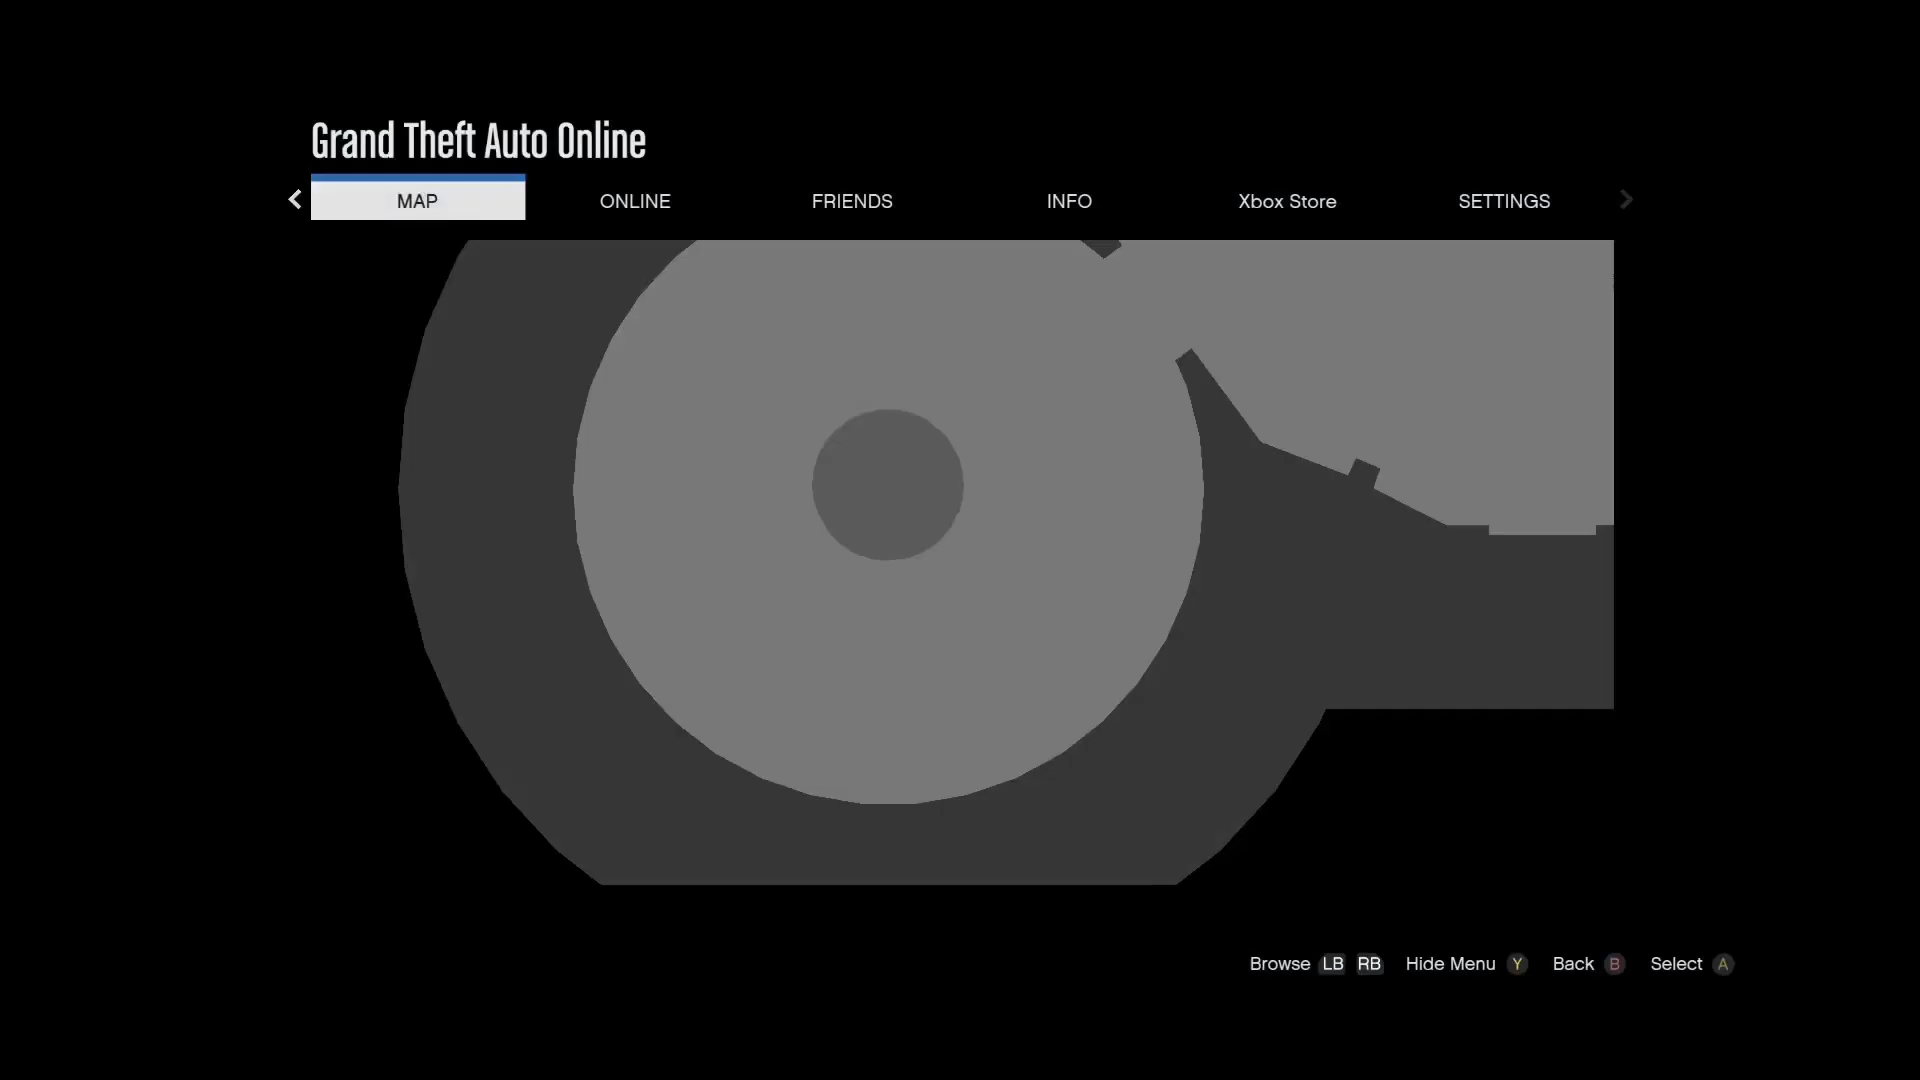 Grand Theft Auto Online
MAP ONLINE FRIENDS INFO Xbox Store SETTINGS
Browse LB RB Hide Menu Y Back B Select A